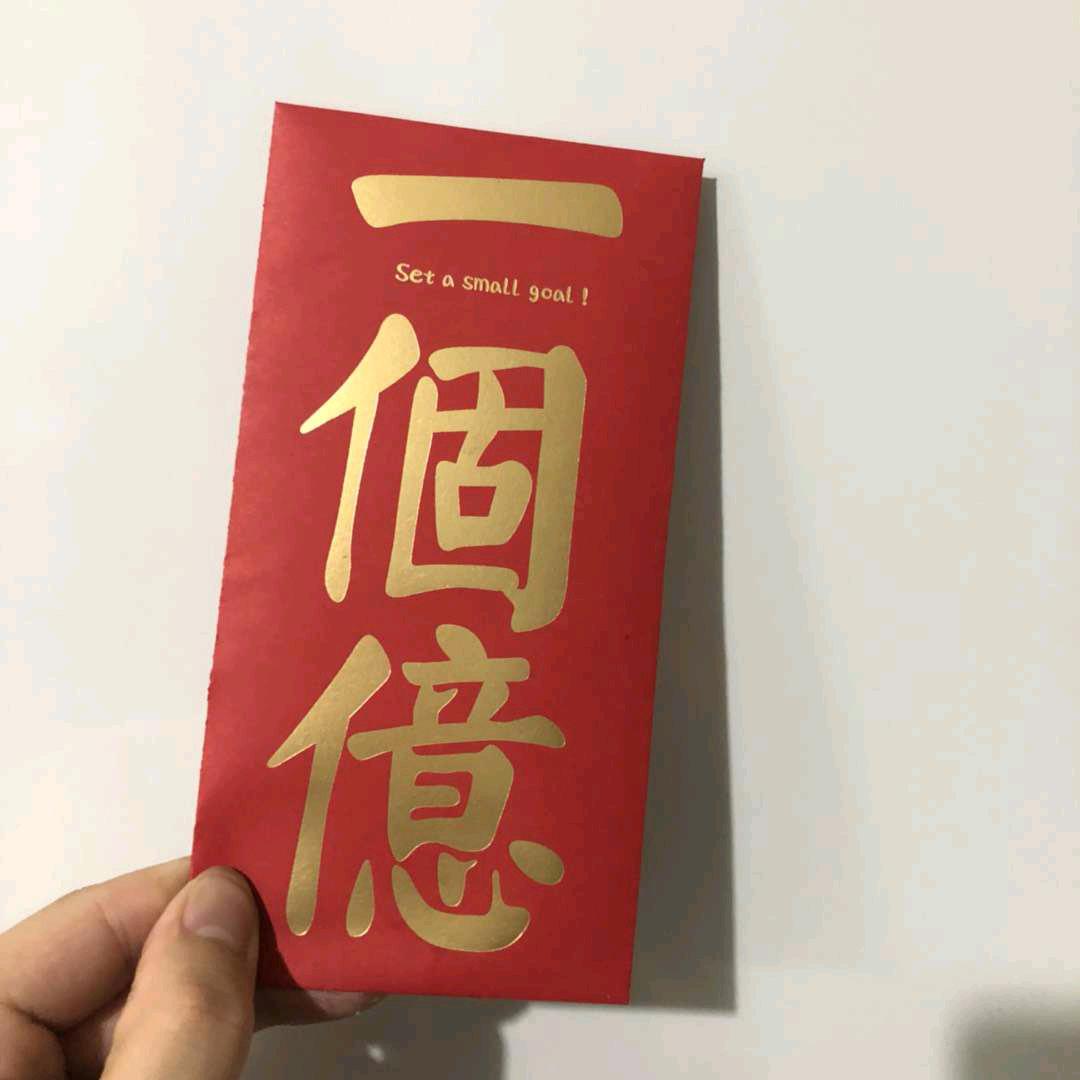 一
Set a small goal!
個
億